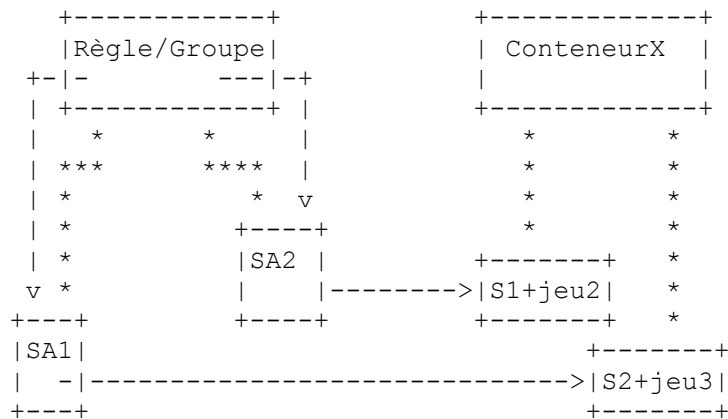 Règle/Groupe
ConteneurX
SA2
S1+jeu2
SA1
S2+jeu3